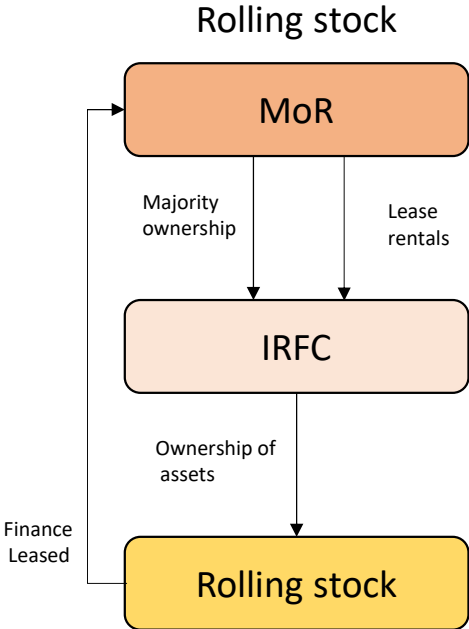 Rolling stock
MoR
Majority
ownership
Lease
rentals
IRFC
Ownership of
assets
Finance
Leased
Rolling stock